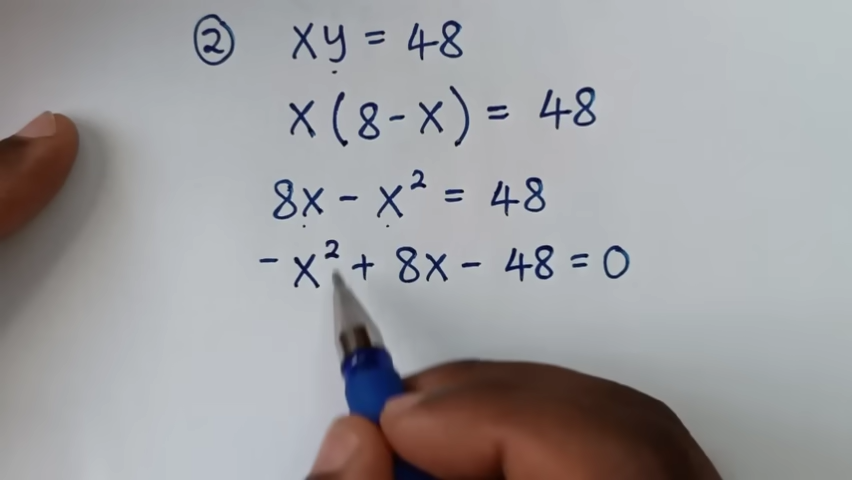 ② xy = 48
x(8 - x) = 48
8x - x² = 48
- x² + 8x - 48 = 0